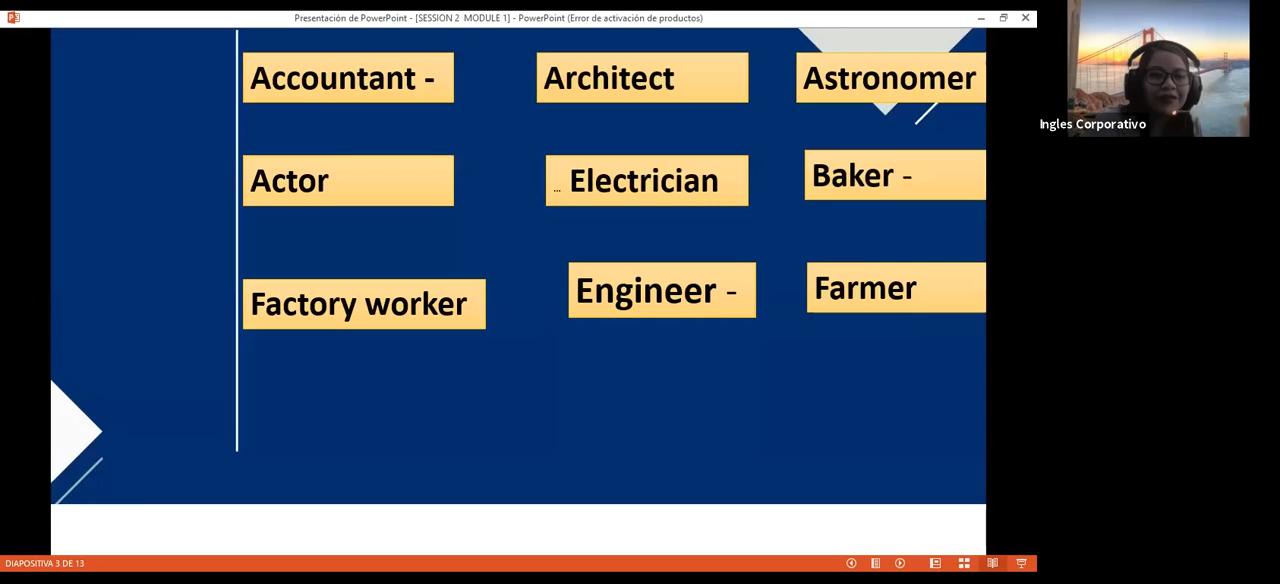 Presentación de PowerPoint - [SESSION 2 MODULE 1] - PowerPoint (Error de activación de productos)
Accountant -
Architect
Astronomer
Actor
... Electrician
Baker -
Factory worker
Engineer -
Farmer
Ingles Corporativo
DIAPOSITIVA 3 DE 13